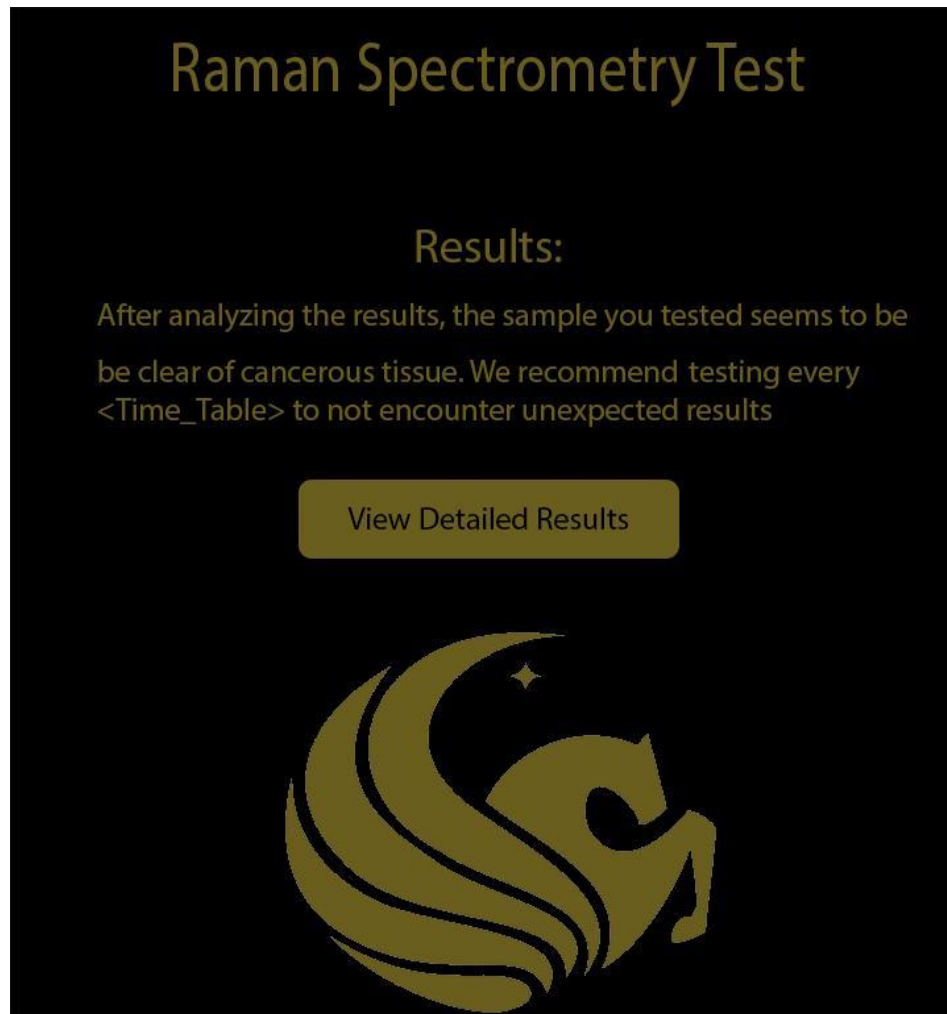 Raman Spectrometry Test
Results:
After analyzing the results, the sample you tested seems to be
be clear of cancerous tissue. We recommend testing every
<Time_Table> to not encounter unexpected results
View Detailed Results